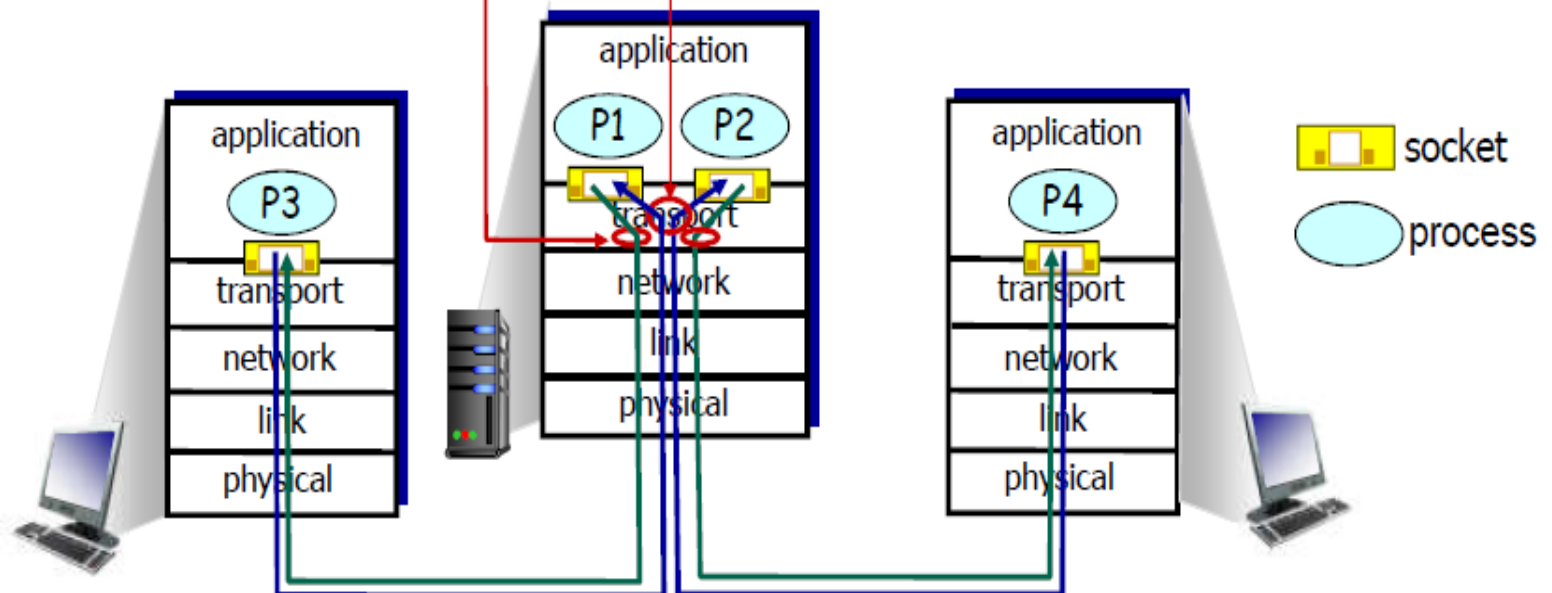 application
P3
transport
network
link
physical
application
P1 P2
transport
network
link
physical
application
P4
transport
network
link
physical
socket
process